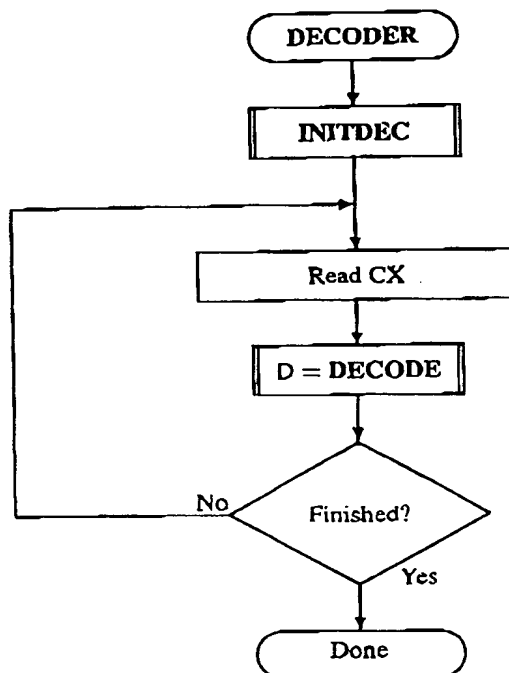 DECODER
INITDEC
Read CX
D = DECODE
Finished?
No
Yes
Done